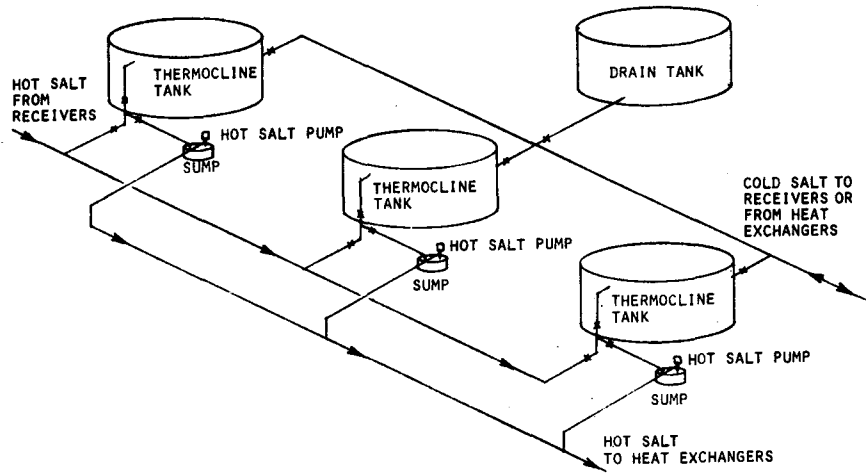 THERMOCLINE
TANK
DRAIN TANK
HOT SALT
FROM
RECEIVERS
HOT SALT PUMP
SUMP
THERMOCLINE
TANK
COLD SALT TO
RECEIVERS OR
FROM HEAT
EXCHANGERS
HOT SALT PUMP
SUMP
THERMOCLINE
TANK
HOT SALT PUMP
SUMP
HOT SALT
TO HEAT EXCHANGERS